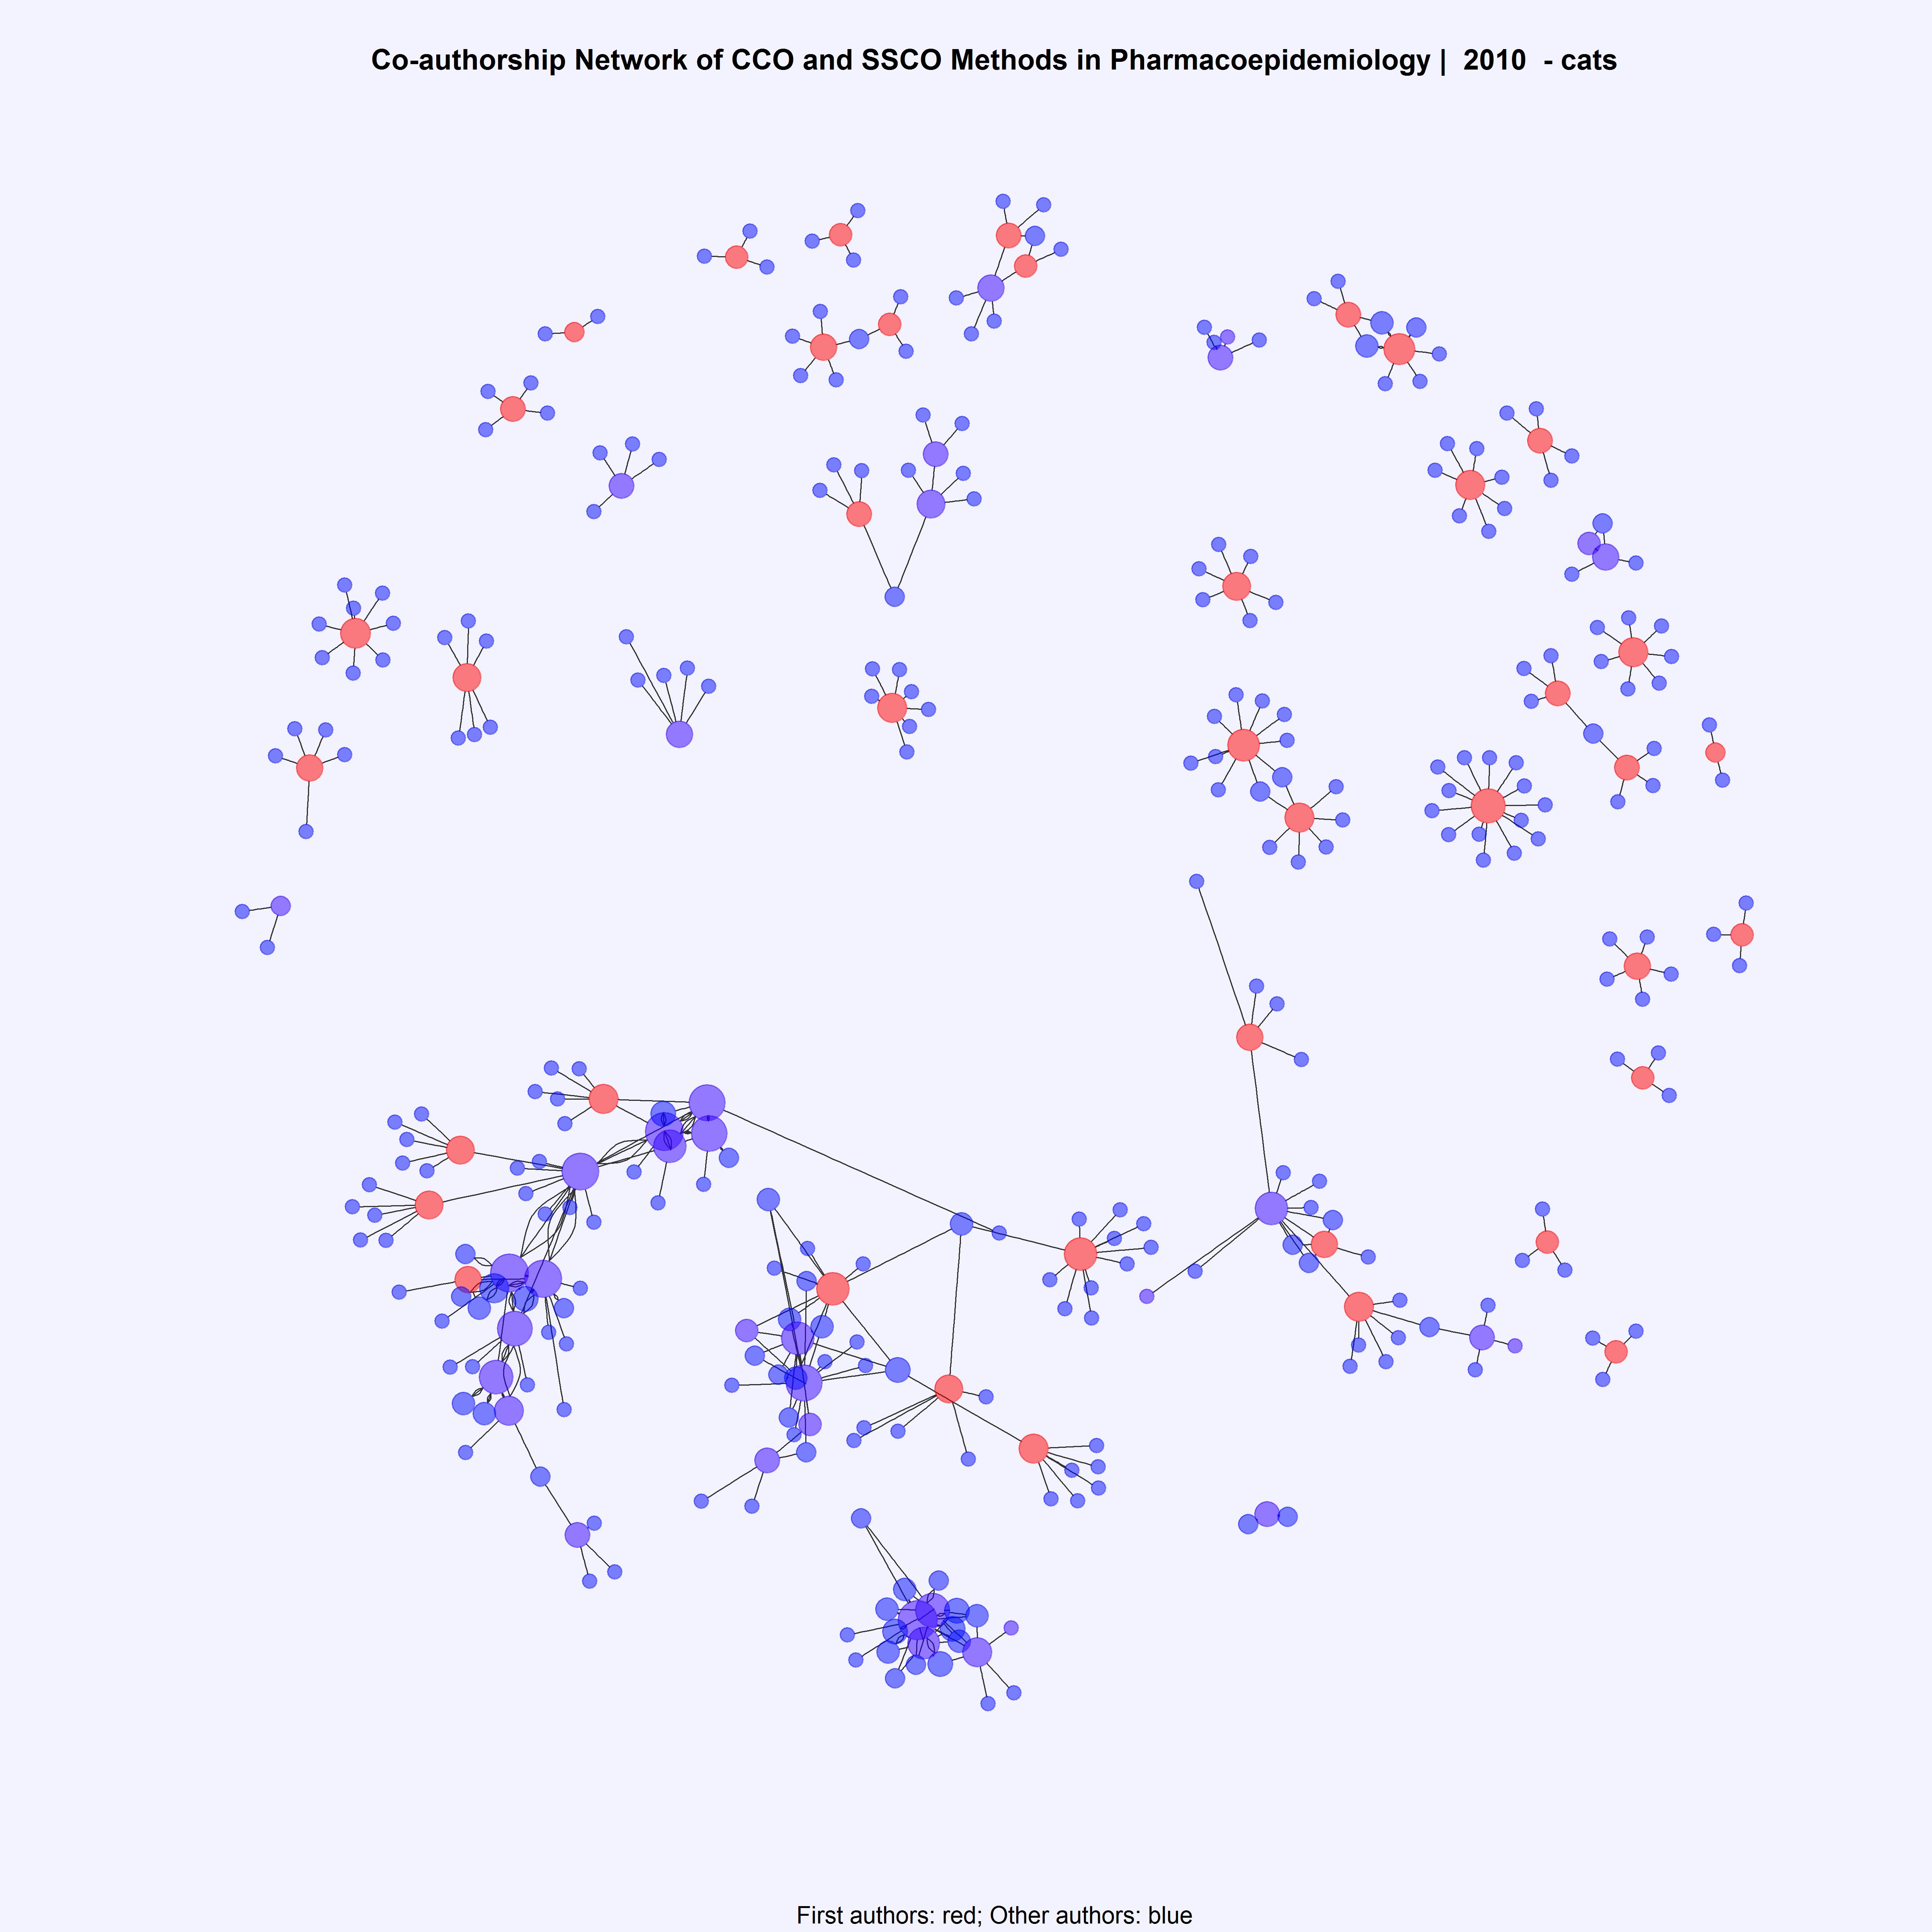 Co-authorship Network of CCO and SSCO Methods in Pharmacoepidemiology |  2010  - cats
First authors: red; Other authors: blue